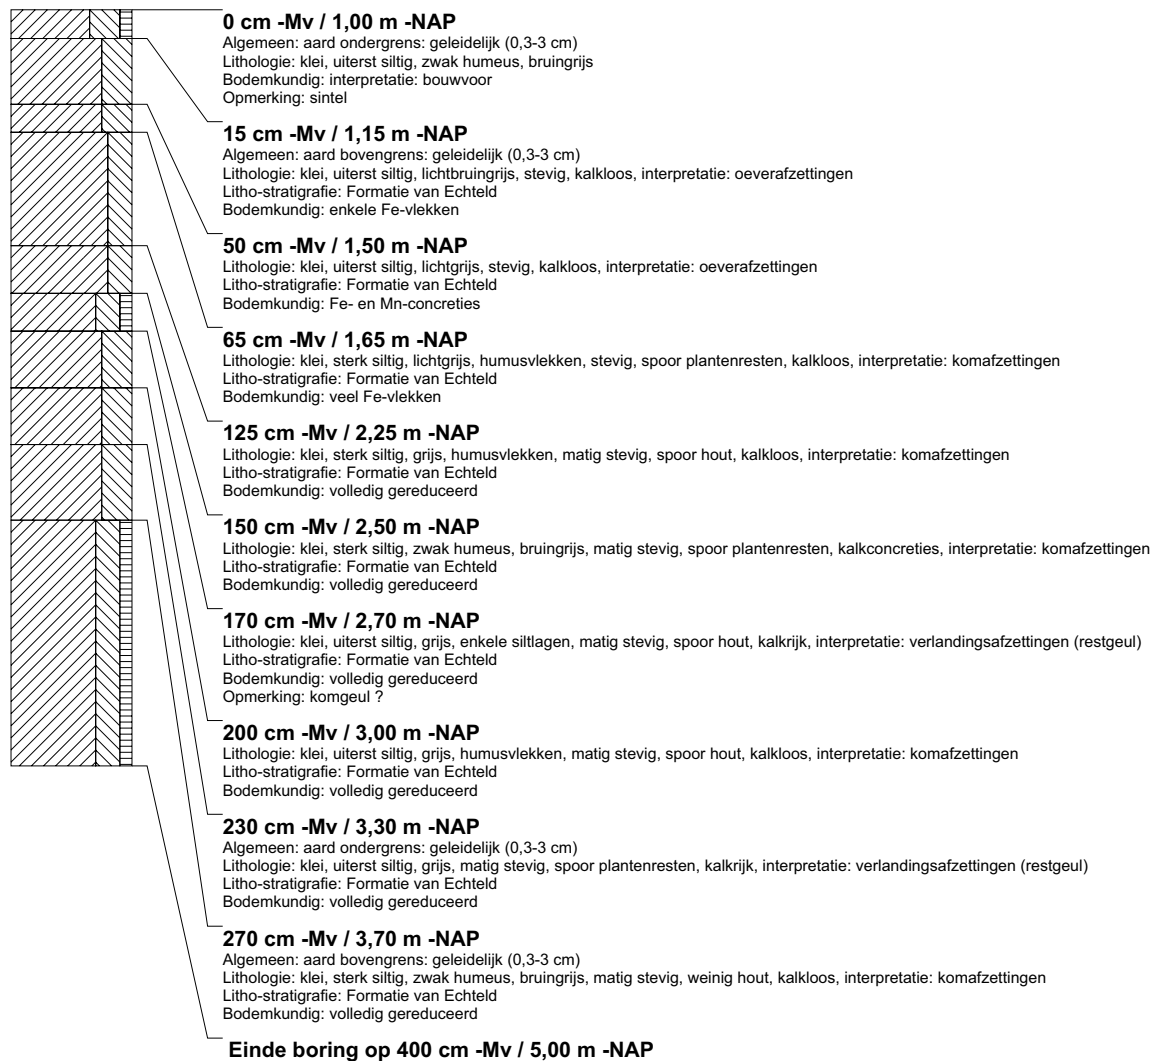 0 cm -Mv / 1,00 m -NAP
Algemeen: aard ondergrens: geleidelijk (0,3-3 cm)
Lithologie: klei, uiterst siltig, zwak humeus, bruingrijs
Bodemkundig: interpretatie: bouwvoor
Opmerking: sintel
15 cm -Mv / 1,15 m -NAP
Algemeen: aard bovengrens: geleidelijk (0,3-3 cm)
Lithologie: klei, uiterst siltig, lichtbruingrijs, stevig, kalkloos, interpretatie: oeverafzettingen
Litho-stratigrafie: Formatie van Echteld
Bodemkundig: enkele Fe-vlekken
50 cm -Mv / 1,50 m -NAP
Lithologie: klei, uiterst siltig, lichtgrijs, stevig, kalkloos, interpretatie: oeverafzettingen
Litho-stratigrafie: Formatie van Echteld
Bodemkundig: Fe- en Mn-concreties
65 cm -Mv / 1,65 m -NAP
Lithologie: klei, sterk siltig, lichtgrijs, humusvlekken, stevig, spoor plantenresten, kalkloos, interpretatie: komafzettingen
Litho-stratigrafie: Formatie van Echteld
Bodemkundig: veel Fe-vlekken
125 cm -Mv / 2,25 m -NAP
Lithologie: klei, sterk siltig, grijs, humusvlekken, matig stevig, spoor hout, kalkloos, interpretatie: komafzettingen
Litho-stratigrafie: Formatie van Echteld
Bodemkundig: volledig gereduceerd
150 cm -Mv / 2,50 m -NAP
Lithologie: klei, sterk siltig, zwak humeus, bruingrijs, matig stevig, spoor plantenresten, kalkconcreties, interpretatie: komafzettingen
Litho-stratigrafie: Formatie van Echteld
Bodemkundig: volledig gereduceerd
170 cm -Mv / 2,70 m -NAP
Lithologie: klei, uiterst siltig, grijs, enkele siltlagen, matig stevig, spoor hout, kalkrijk, interpretatie: verlandingsafzettingen (restgeul)
Litho-stratigrafie: Formatie van Echteld
Bodemkundig: volledig gereduceerd
Opmerking: komgeul ?
200 cm -Mv / 3,00 m -NAP
Lithologie: klei, uiterst siltig, grijs, humusvlekken, matig stevig, spoor hout, kalkloos, interpretatie: komafzettingen
Litho-stratigrafie: Formatie van Echteld
Bodemkundig: volledig gereduceerd
230 cm -Mv / 3,30 m -NAP
Algemeen: aard ondergrens: geleidelijk (0,3-3 cm)
Lithologie: klei, uiterst siltig, grijs, matig stevig, spoor plantenresten, kalkrijk, interpretatie: verlandingsafzettingen (restgeul)
Litho-stratigrafie: Formatie van Echteld
Bodemkundig: volledig gereduceerd
270 cm -Mv / 3,70 m -NAP
Algemeen: aard bovengrens: geleidelijk (0,3-3 cm)
Lithologie: klei, sterk siltig, zwak humeus, bruingrijs, matig stevig, weinig hout, kalkloos, interpretatie: komafzettingen
Litho-stratigrafie: Formatie van Echteld
Bodemkundig: volledig gereduceerd
Einde boring op 400 cm -Mv / 5,00 m -NAP